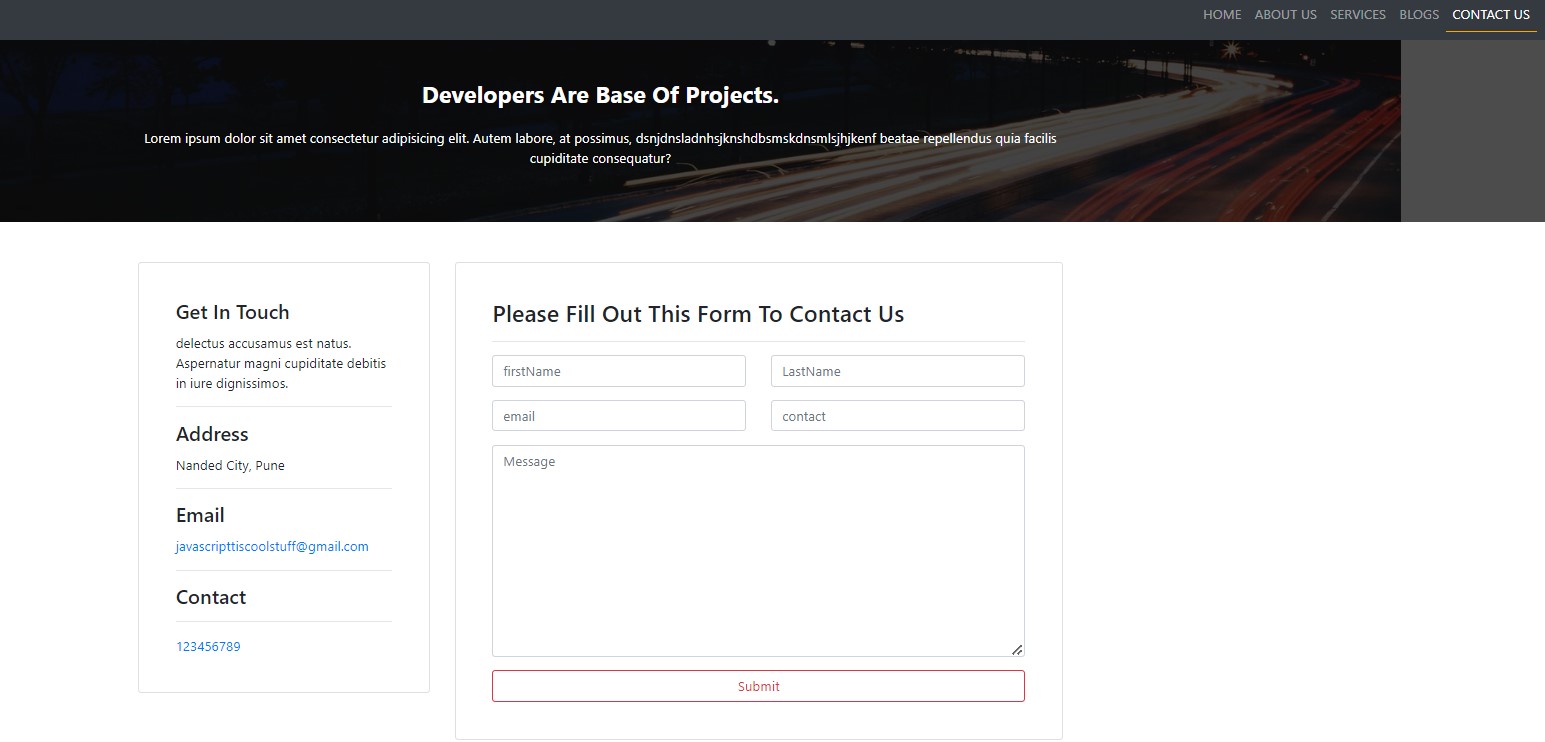 HOME ABOUT US SERVICES BLOGS CONTACT US
Developers Are Base Of Projects.
Lorem ipsum dolor sit amet consectetur adipisicing elit. Autem labore, at possimus, dsnjdnsladnhsjknshdbsmskdnsmlsjhjkenf beatae repellendus quia facilis
cupiditate consequatur?
Get In Touch
delectus accusamus est natus.
Aspernatur magni cupiditate debitis
in iure dignissimos.
Address
Nanded City, Pune
Email
javascripttiscoolstuff@gmail.com
Contact
123456789
Please Fill Out This Form To Contact Us
firstName LastName
email contact
Message
Submit